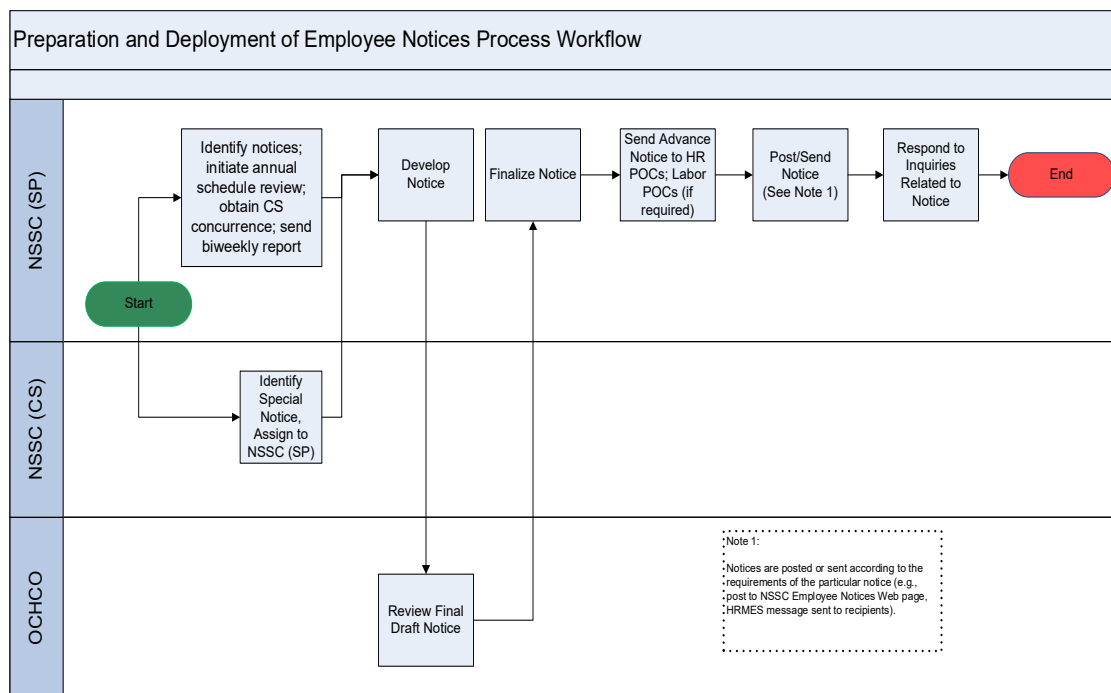 Preparation and Deployment of Employee Notices Process Workflow
NSSC (SP)
Start
Identify notices;
initiate annual
schedule review;
obtain CS
concurrence; send
biweekly report
Develop
Notice
Finalize Notice
Send Advance
Notice to HR
POCs; Labor
POCs (if
required)
Post/Send
Notice
(See Note 1)
Respond to
Inquiries
Related to
Notice
End
NSSC (CS)
Identify
Special
Notice,
Assign to
NSSC (SP)
OCHCO
Review Final
Draft Notice
Note 1:
Notices are posted or sent according to the
requirements of the particular notice (e.g.,
post to NSSC Employee Notices Web page,
HRMES message sent to recipients).